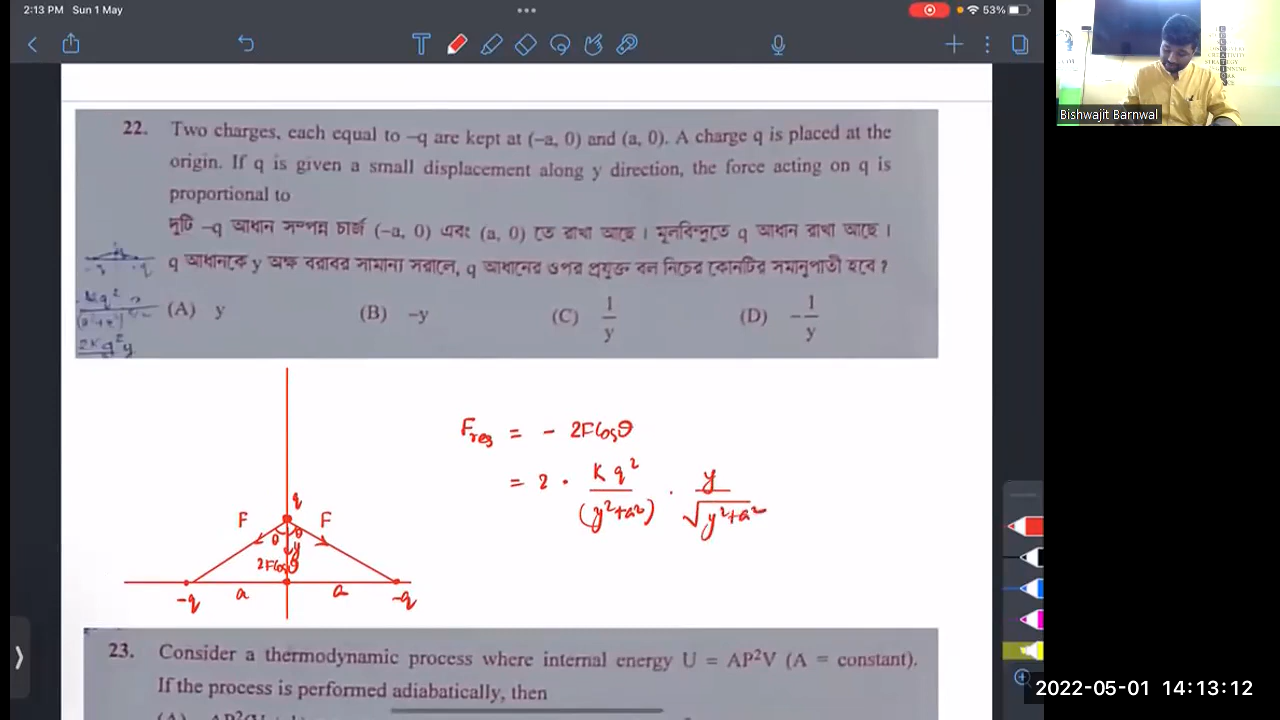 2:13 PM Sun 1 May
53%
Bishwajit Barnwal
22. Two charges, each equal to –q are kept at (–a, 0) and (a, 0). A charge q is placed at the
origin. If q is given a small displacement along y direction, the force acting on q is
proportional to
দুটি –q আধান সম্পন্ন চার্জ (–a, 0) এবং (a, 0) তে রাখা আছে। মূলবিন্দুতে q আধান রাখা আছে।
q আধানকে y অক্ষ বরাবর সামান্য সরালে, q আধানের ওপর প্রযুক্ত বল নিচের কোনটির সমানুপাতী হবে ?
(A) y (B) –y (C) 1/y (D) –1/y
2Kq²y
F_res = - 2Fcosθ
= 2 · Kq²/(y²+a²) · y/√(y²+a²)
q
F F
θ θ
y
2Fcosθ
a a
-q -q
23. Consider a thermodynamic process where internal energy U = AP²V (A = constant).
If the process is performed adiabatically, then
2022-05-01 14:13:12